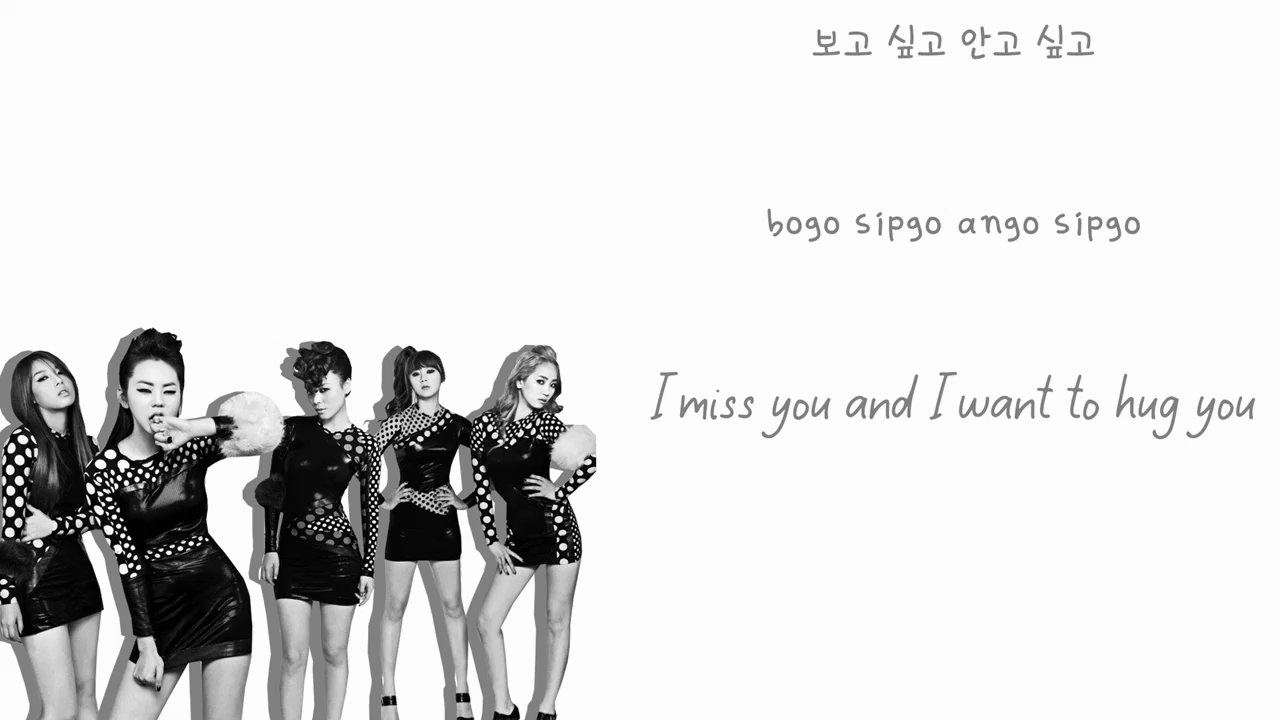 보고 싶고 안고 싶고
bogo sipgo ango sipgo
I miss you and I want to hug you